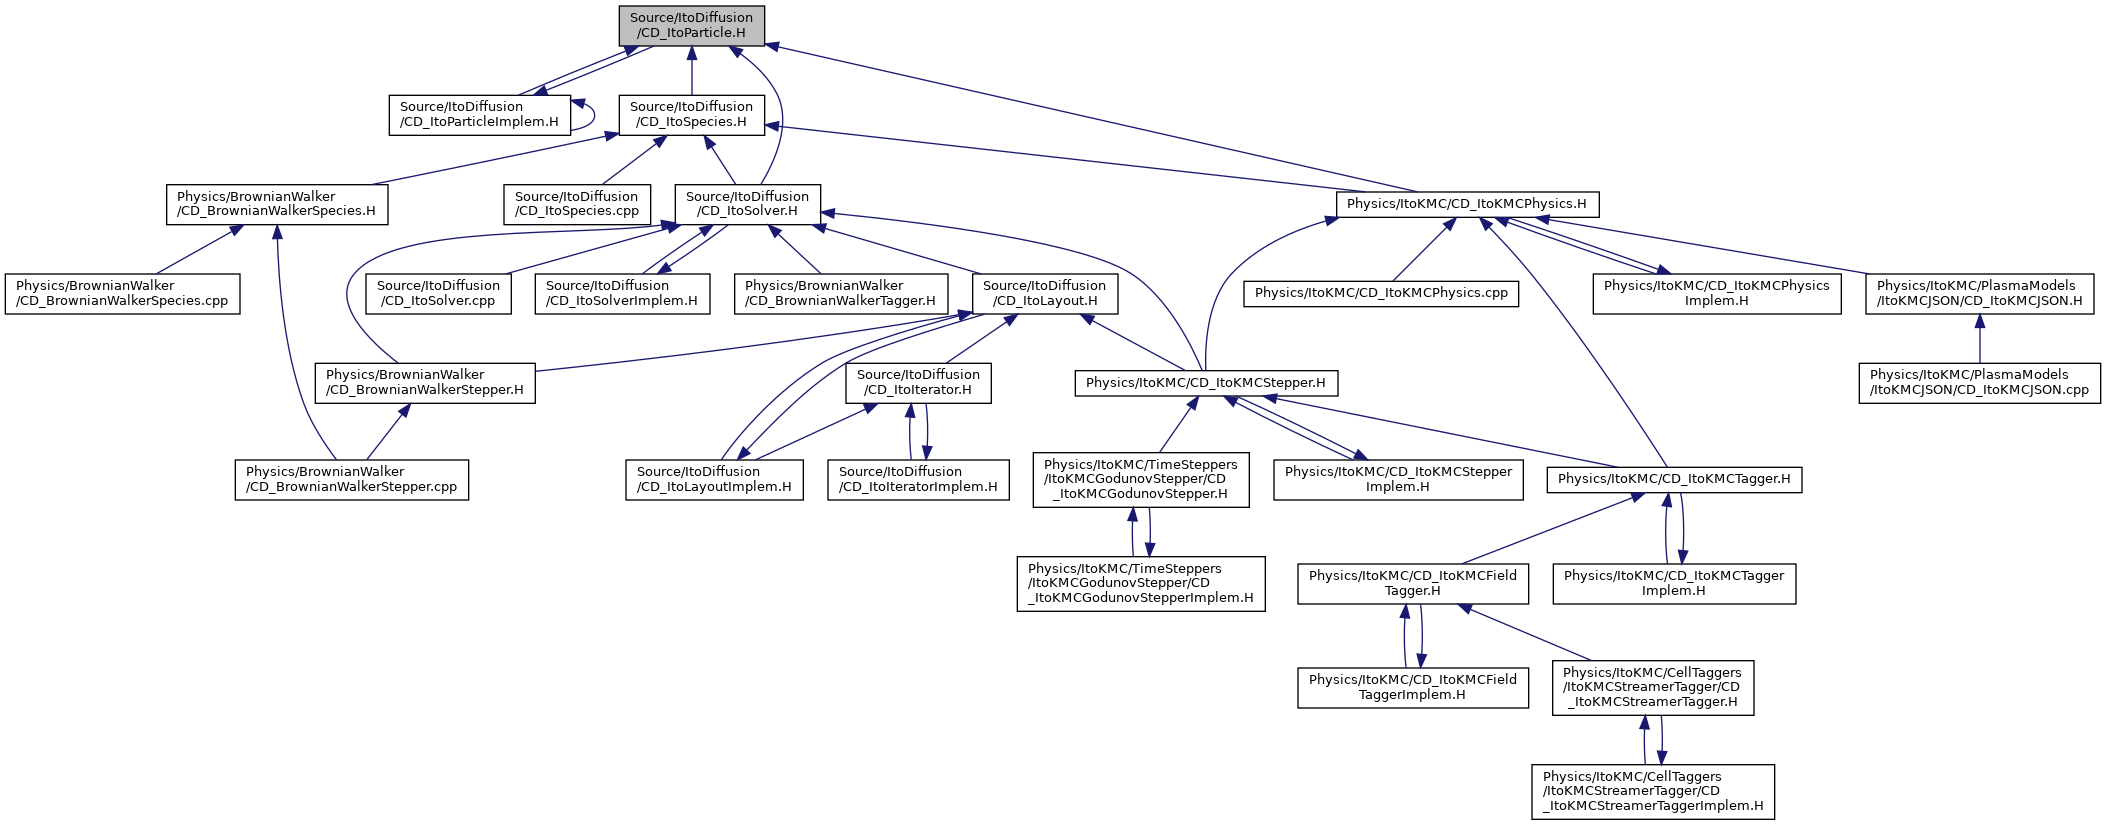 Source/ItoDiffusion
/CD_ItoParticle.H
Source/ItoDiffusion
/CD_ItoParticleImplem.H
Source/ItoDiffusion
/CD_ItoSpecies.H
Physics/BrownianWalker
/CD_BrownianWalkerSpecies.H
Source/ItoDiffusion
/CD_ItoSpecies.cpp
Source/ItoDiffusion
/CD_ItoSolver.H
Physics/ItoKMC/CD_ItoKMCPhysics.H
Physics/BrownianWalker
/CD_BrownianWalkerSpecies.cpp
Source/ItoDiffusion
/CD_ItoSolver.cpp
Source/ItoDiffusion
/CD_ItoSolverImplem.H
Physics/BrownianWalker
/CD_BrownianWalkerTagger.H
Source/ItoDiffusion
/CD_ItoLayout.H
Physics/ItoKMC/CD_ItoKMCPhysics.cpp
Physics/ItoKMC/CD_ItoKMCPhysics
Implem.H
Physics/ItoKMC/PlasmaModels
/ItoKMCJSON/CD_ItoKMCJSON.H
Physics/BrownianWalker
/CD_BrownianWalkerStepper.H
Source/ItoDiffusion
/CD_ItoIterator.H
Physics/ItoKMC/CD_ItoKMCStepper.H
Physics/ItoKMC/PlasmaModels
/ItoKMCJSON/CD_ItoKMCJSON.cpp
Physics/BrownianWalker
/CD_BrownianWalkerStepper.cpp
Source/ItoDiffusion
/CD_ItoLayoutImplem.H
Source/ItoDiffusion
/CD_ItoIteratorImplem.H
Physics/ItoKMC/TimeSteppers
/ItoKMCGodunovStepper/CD
_ItoKMCGodunovStepper.H
Physics/ItoKMC/CD_ItoKMCStepper
Implem.H
Physics/ItoKMC/CD_ItoKMCTagger.H
Physics/ItoKMC/TimeSteppers
/ItoKMCGodunovStepper/CD
_ItoKMCGodunovStepperImplem.H
Physics/ItoKMC/CD_ItoKMCField
Tagger.H
Physics/ItoKMC/CD_ItoKMCTagger
Implem.H
Physics/ItoKMC/CD_ItoKMCField
TaggerImplem.H
Physics/ItoKMC/CellTaggers
/ItoKMCStreamerTagger/CD
_ItoKMCStreamerTagger.H
Physics/ItoKMC/CellTaggers
/ItoKMCStreamerTagger/CD
_ItoKMCStreamerTaggerImplem.H